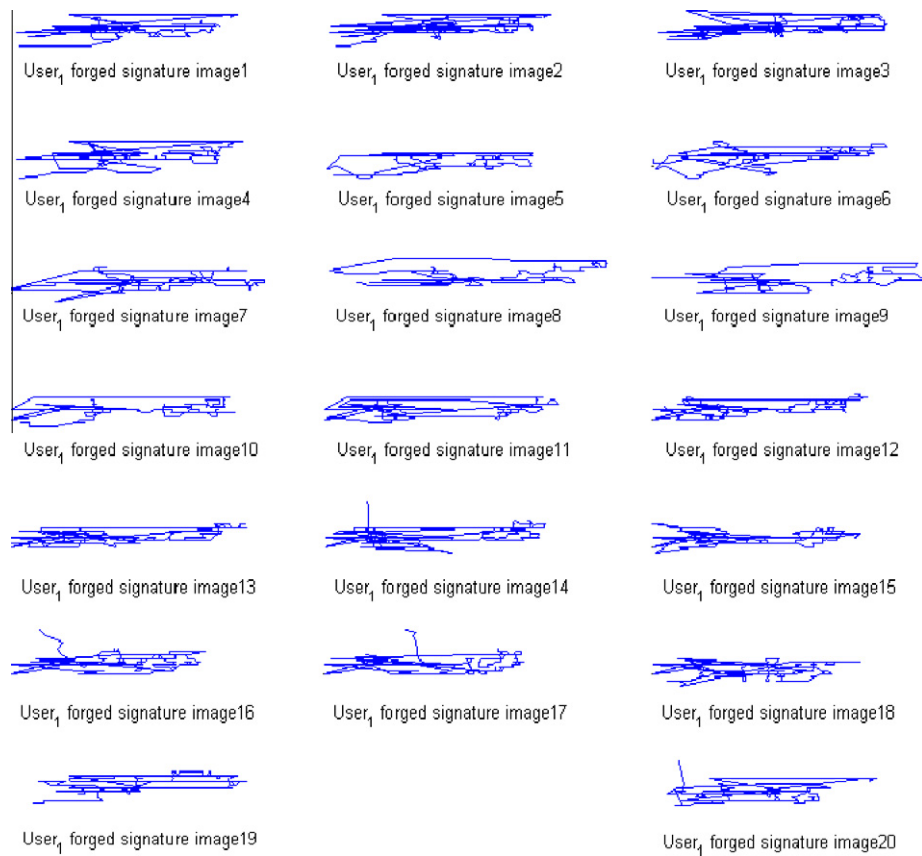 User₁ forged signature image1
User₁ forged signature image2
User₁ forged signature image3
User₁ forged signature image4
User₁ forged signature image5
User₁ forged signature image6
User₁ forged signature image7
User₁ forged signature image8
User₁ forged signature image9
User₁ forged signature image10
User₁ forged signature image11
User₁ forged signature image12
User₁ forged signature image13
User₁ forged signature image14
User₁ forged signature image15
User₁ forged signature image16
User₁ forged signature image17
User₁ forged signature image18
User₁ forged signature image19
User₁ forged signature image20